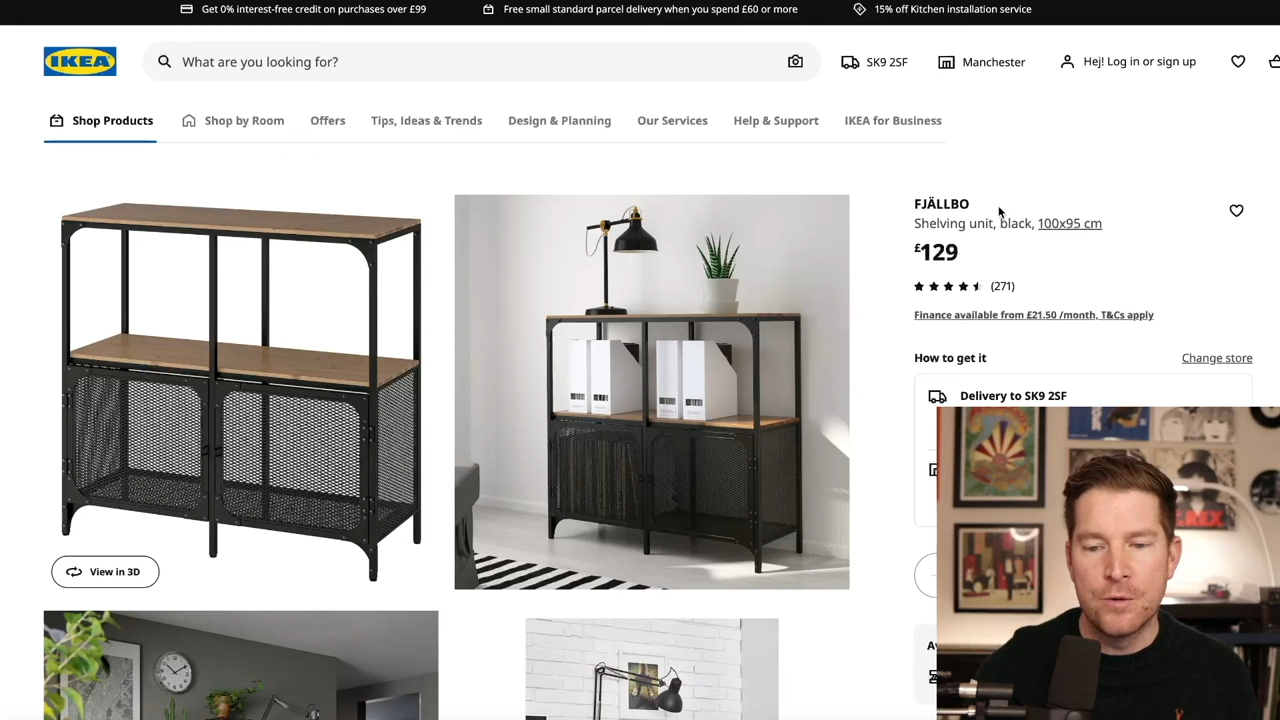 Get 0% interest-free credit on purchases over £99
Free small standard parcel delivery when you spend £60 or more
15% off Kitchen installation service
IKEA
What are you looking for?
SK9 2SF
Manchester
Hej! Log in or sign up
Shop Products
Shop by Room
Offers
Tips, Ideas & Trends
Design & Planning
Our Services
Help & Support
IKEA for Business
FJÄLLBO
Shelving unit, black, 100x95 cm
£129
(271)
Finance available from £21.50 /month, T&Cs apply
How to get it
Change store
Delivery to SK9 2SF
View in 3D